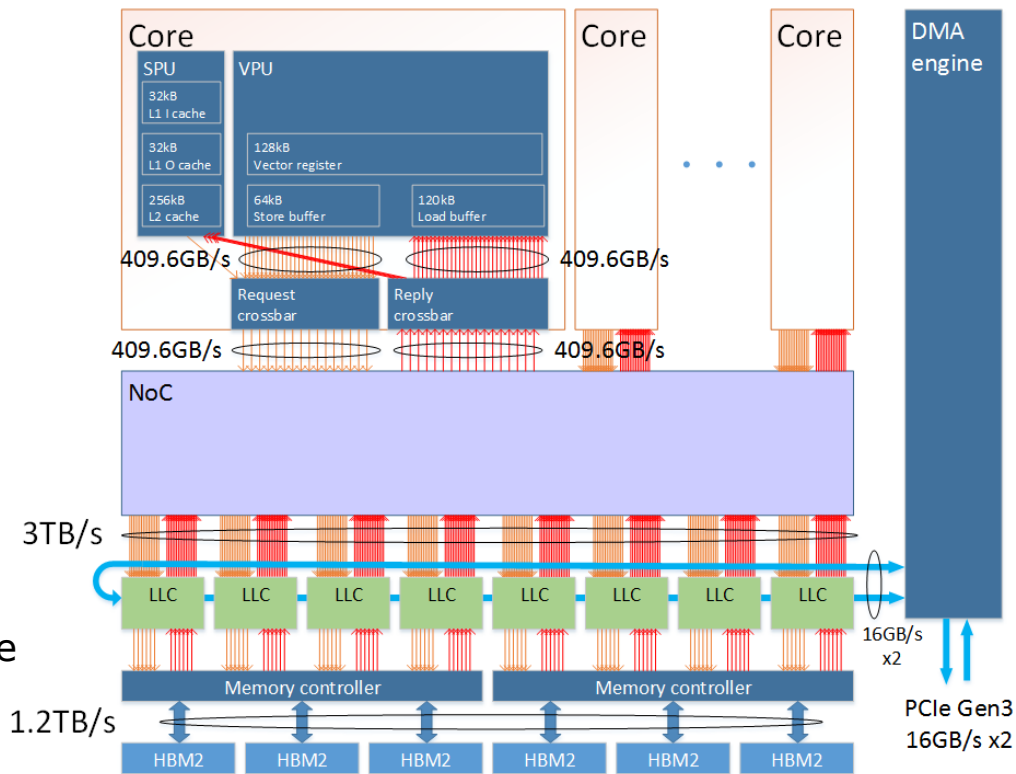 Core
Core
Core
DMA
engine
SPU
VPU
32kB
L1 I cache
32kB
L1 O cache
128kB
Vector register
256kB
L2 cache
64kB
Store buffer
120kB
Load buffer
409.6GB/s
409.6GB/s
Request
crossbar
Reply
crossbar
409.6GB/s
409.6GB/s
NoC
3TB/s
LLC
LLC
LLC
LLC
LLC
LLC
LLC
LLC
16GB/s
x2
e
Memory controller
Memory controller
1.2TB/s
PCIe Gen3
16GB/s x2
HBM2
HBM2
HBM2
HBM2
HBM2
HBM2